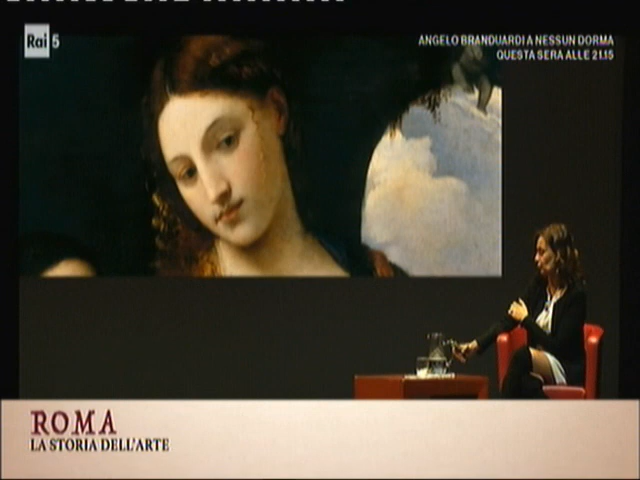 Rai 5
ANGELO BRANDUARDI A NESSUN DORMA
QUESTA SERA ALLE 21.15
ROMA
LA STORIA DELL'ARTE